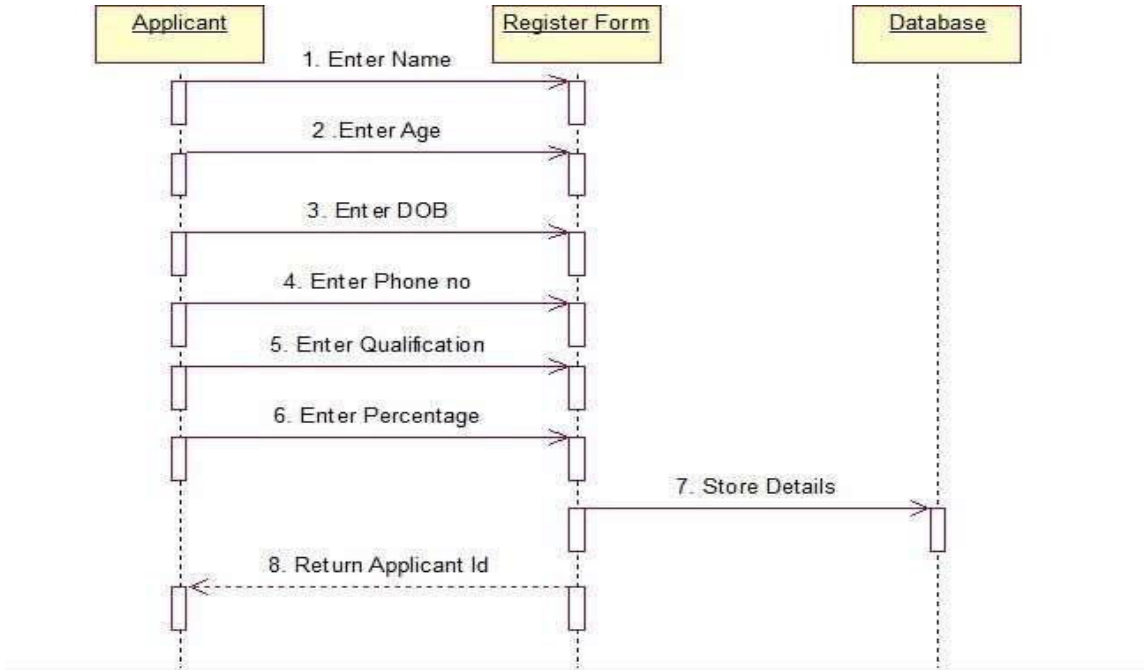 Applicant
Register Form
Database
1. Enter Name
2 .Enter Age
3. Enter DOB
4. Enter Phone no
5. Enter Qualification
6. Enter Percentage
7. Store Details
8. Return Applicant Id